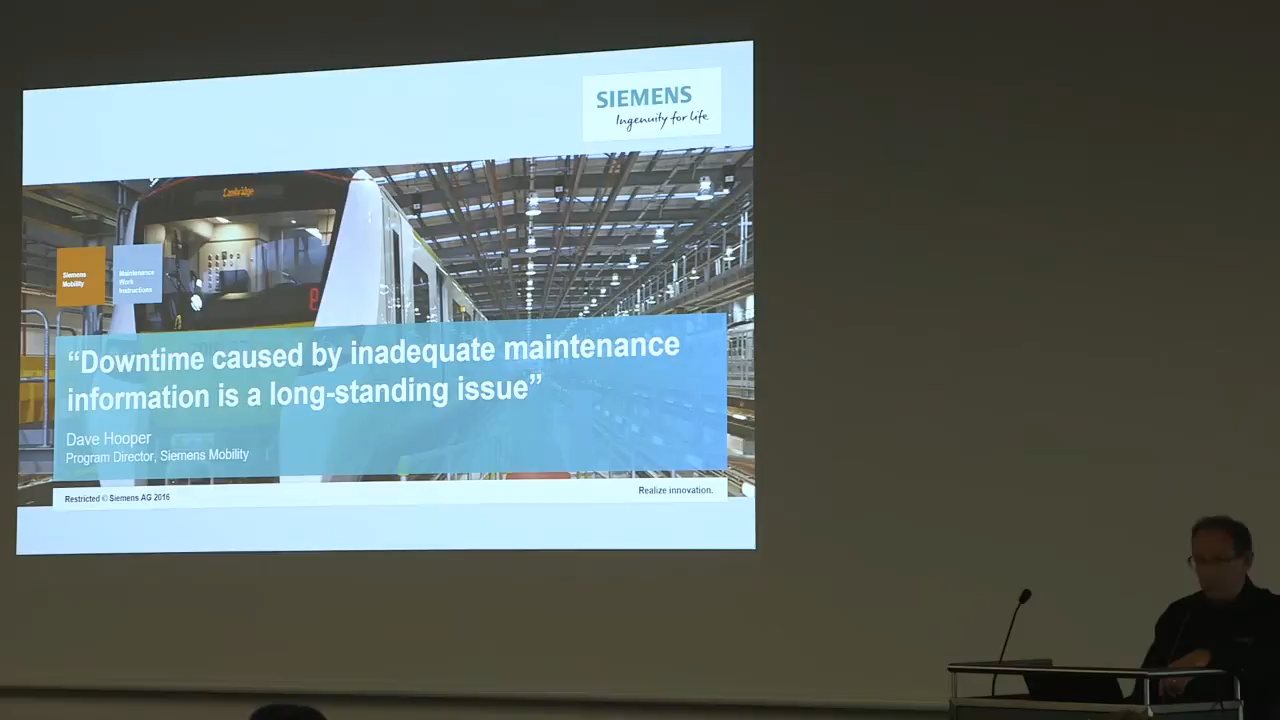 SIEMENS
Ingenuity for life
Cambridge
Siemens
Mobility
Maintenance
Work
Instructions
8
“Downtime caused by inadequate maintenance
information is a long-standing issue”
Dave Hooper
Program Director, Siemens Mobility
Restricted © Siemens AG 2016
Realize innovation.